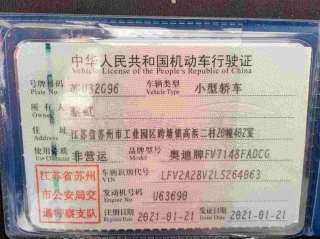 中华人民共和国机动车行驶证
Vehicle License of the People's Republic of China
号牌号码 苏U32G96 车辆类型 小型轿车
Plate No. Vehicle Type
所有人
Owner
住址 江苏省苏州市工业园区跨塘镇高浜二村20幢402室
Address
使用性质 非营运 品牌型号 奥迪牌FV7148FADCG
Use Character Model
江苏省苏州 车辆识别代号 LFV2A28V2L5264863
VIN
市公安局交 发动机号码 U63698
Engine No.
通警察支队 注册日期 2021-01-21 发证日期 2021-01-21
Register Date Issue Date